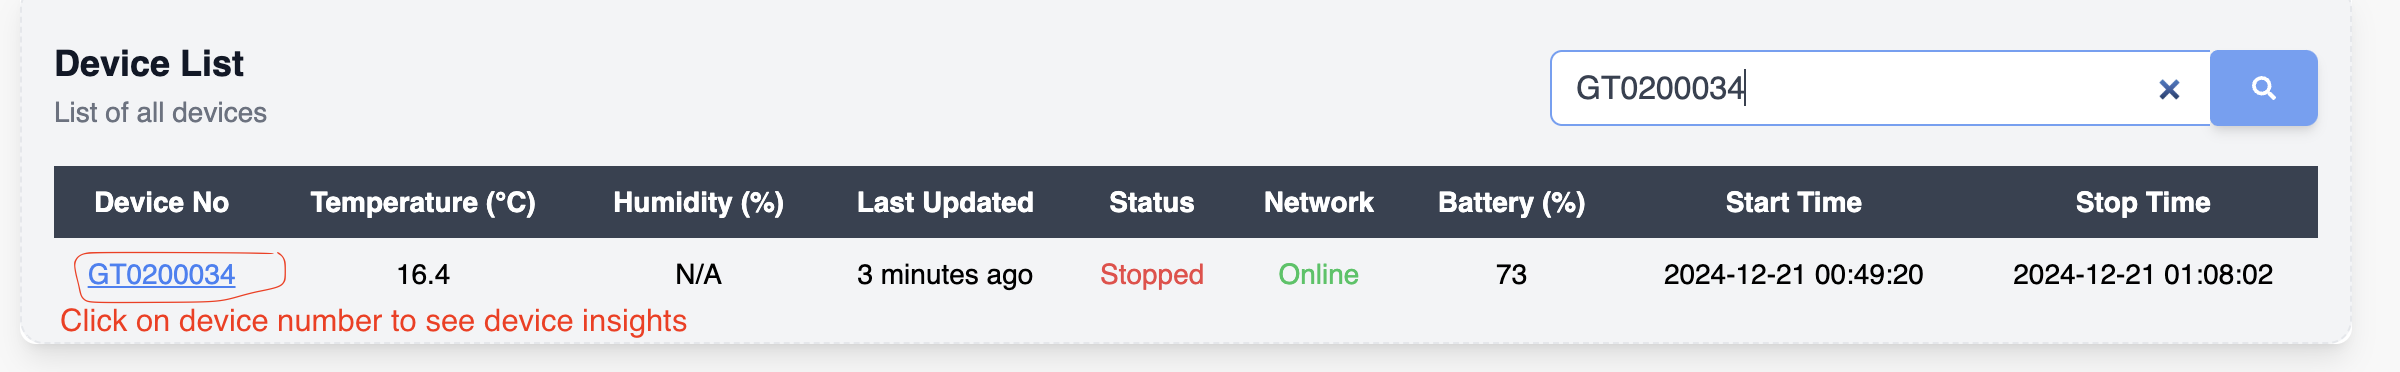 Device List
List of all devices
GT0200034
Device No Temperature (°C) Humidity (%) Last Updated Status Network Battery (%) Start Time Stop Time
GT0200034 16.4 N/A 3 minutes ago Stopped Online 73 2024-12-21 00:49:20 2024-12-21 01:08:02
Click on device number to see device insights